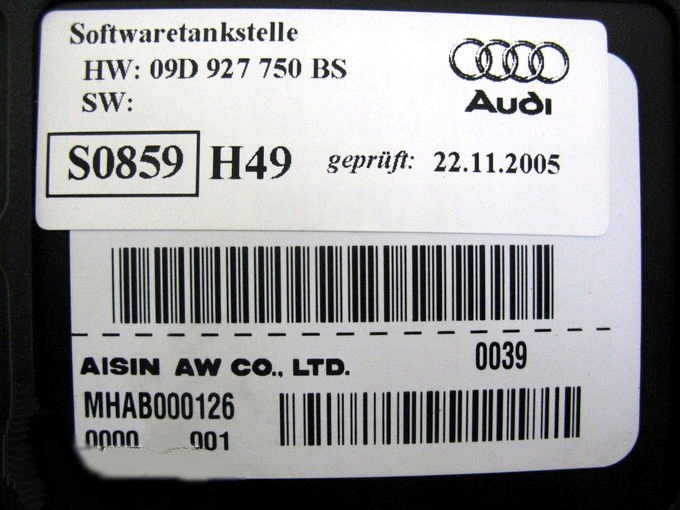 Softwaretankstelle
HW: 09D 927 750 BS
SW:
Audi
S0859 H49 geprüft: 22.11.2005
AISIN AW CO., LTD. 0039
MHAB000126
0000 001